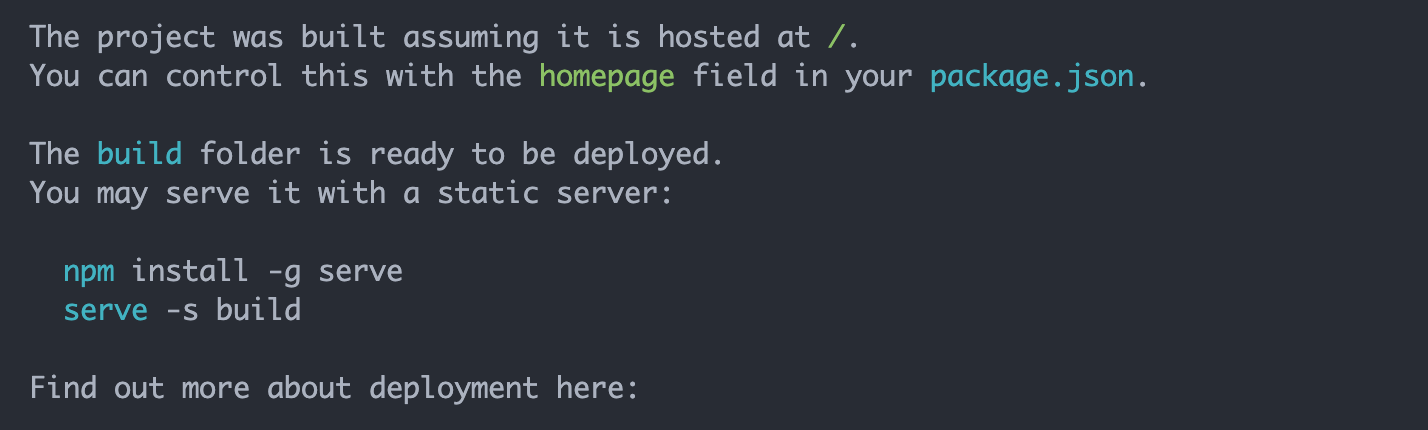 The project was built assuming it is hosted at /.
You can control this with the homepage field in your package.json.
The build folder is ready to be deployed.
You may serve it with a static server:
npm install -g serve
serve -s build
Find out more about deployment here: